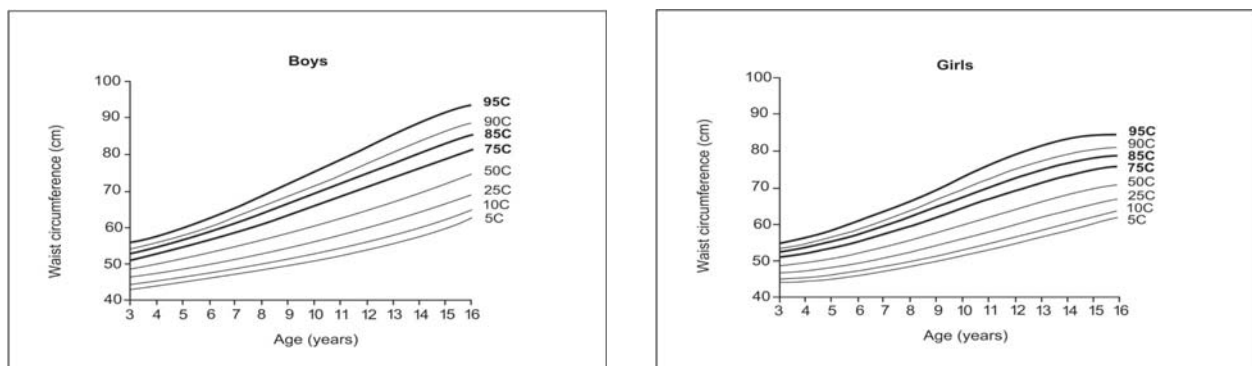 Boys
100
90
80
70
60
50
40
Waist circumference (cm)
95C
90C
85C
75C
50C
25C
10C
5C
3 4 5 6 7 8 9 10 11 12 13 14 15 16
Age (years)
Girls
100
90
80
70
60
50
40
Waist circumference (cm)
95C
90C
85C
75C
50C
25C
10C
5C
3 4 5 6 7 8 9 10 11 12 13 14 15 16
Age (years)